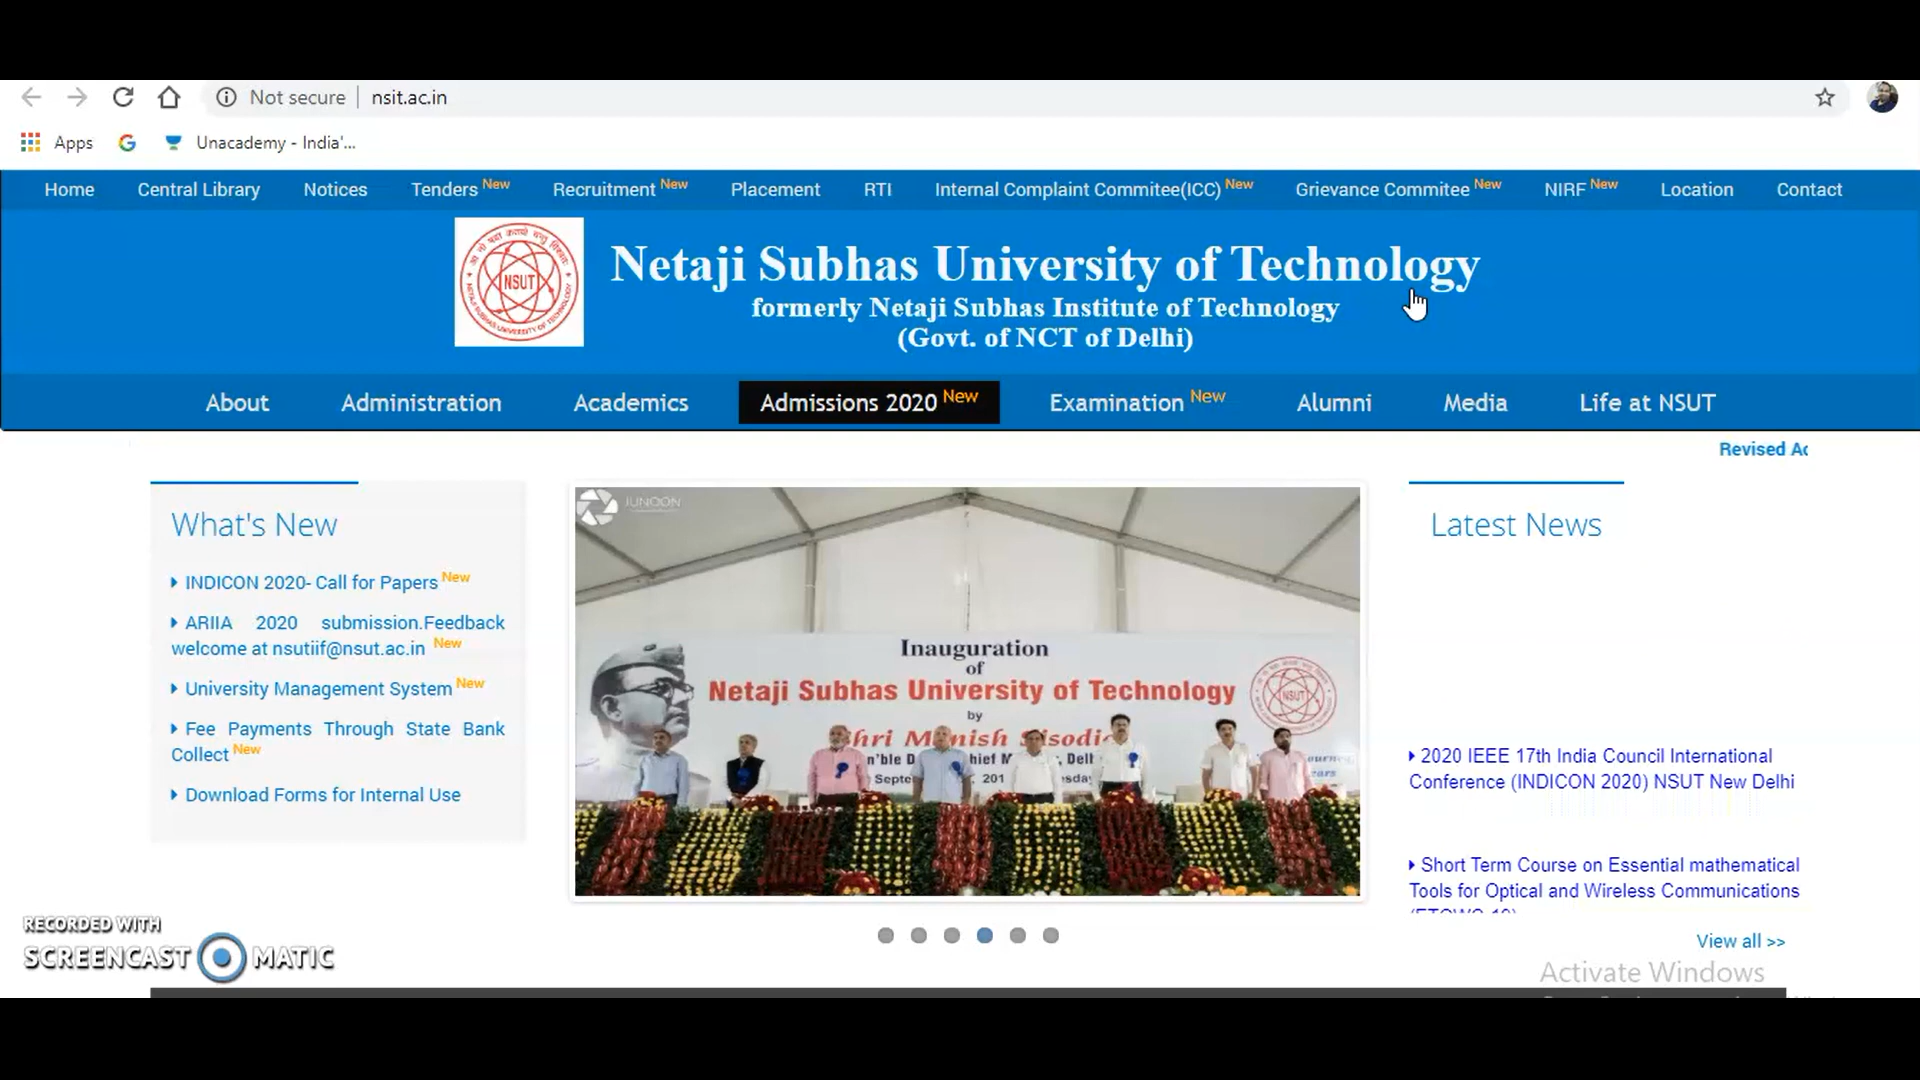 Not secure nsit.ac.in
Apps Unacademy - India'...
Home Central Library Notices Tenders New Recruitment New Placement RTI Internal Complaint Commitee(ICC) New Grievance Commitee New NIRF New Location Contact
NSUT
NETAJI SUBHAS UNIVERSITY OF TECHNOLOGY
Netaji Subhas University of Technology
formerly Netaji Subhas Institute of Technology
(Govt. of NCT of Delhi)
About Administration Academics Admissions 2020 New Examination New Alumni Media Life at NSUT
Revised
What's New
INDICON 2020- Call for Papers New
ARIIA 2020 submission.Feedback
welcome at nsutiif@nsut.ac.in New
University Management System New
Fee Payments Through State Bank
Collect New
Download Forms for Internal Use
JUNOON
Inauguration
of
Netaji Subhas University of Technology
by
NSUT
Latest News
2020 IEEE 17th India Council International
Conference (INDICON 2020) NSUT New Delhi
Short Term Course on Essential mathematical
Tools for Optical and Wireless Communications
View all >>
RECORDED WITH
SCREENCAST MATIC
Activate Windows